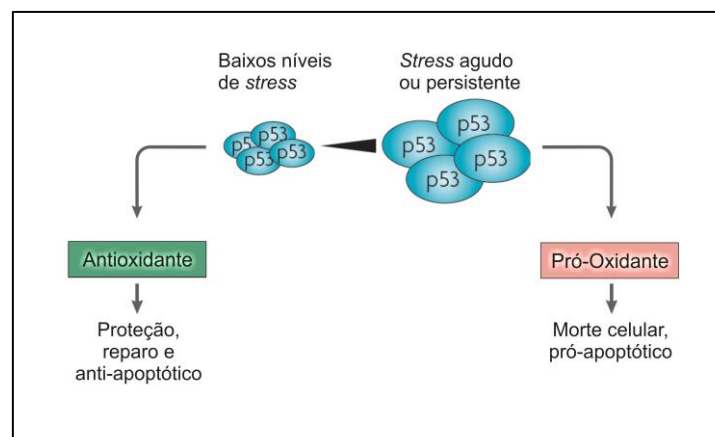 Baixos níveis
de stress
Stress agudo
ou persistente
p5
p53
p53
p53
p53
p53
p53
p53
Antioxidante
Pró-Oxidante
Proteção,
reparo e
anti-apoptótico
Morte celular,
pró-apoptótico